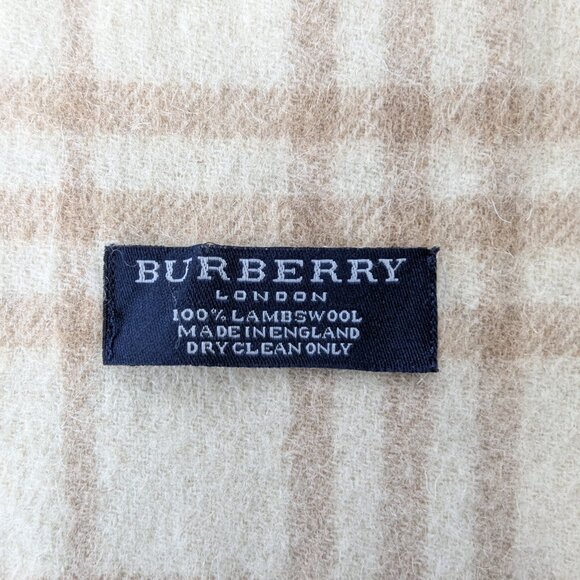 BURBERRY
LONDON
100% LAMBSWOOL
MADE IN ENGLAND
DRY CLEAN ONLY